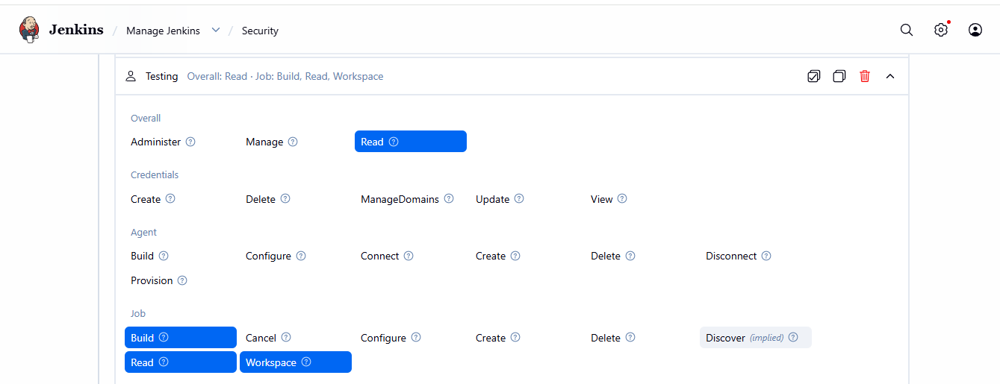 Jenkins / Manage Jenkins / Security
Testing Overall: Read · Job: Build, Read, Workspace
Overall
Administer ? Manage ? Read ?
Credentials
Create ? Delete ? ManageDomains ? Update ? View ?
Agent
Build ? Configure ? Connect ? Create ? Delete ? Disconnect ?
Provision ?
Job
Build ? Cancel ? Configure ? Create ? Delete ? Discover (implied) ?
Read ? Workspace ?